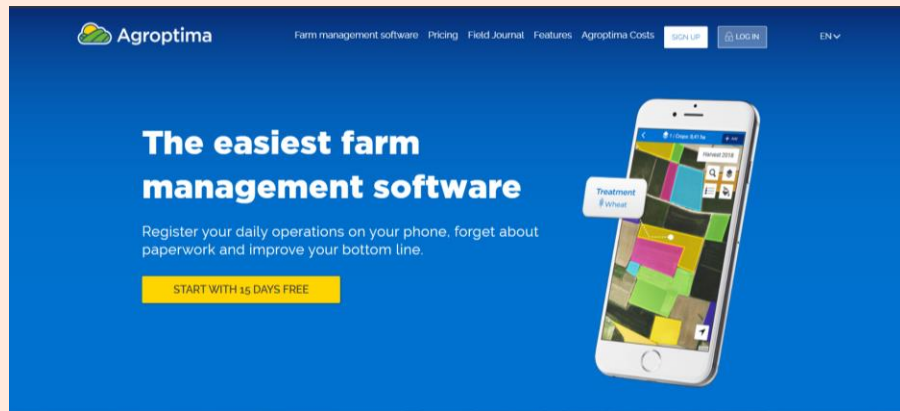 Agroptima
Farm management software Pricing Field Journal Features Agroptima Costs SIGN UP LOG IN EN
The easiest farm
management software
Register your daily operations on your phone, forget about
paperwork and improve your bottom line.
START WITH 15 DAYS FREE
Harvest 2018
Treatment
Wheat